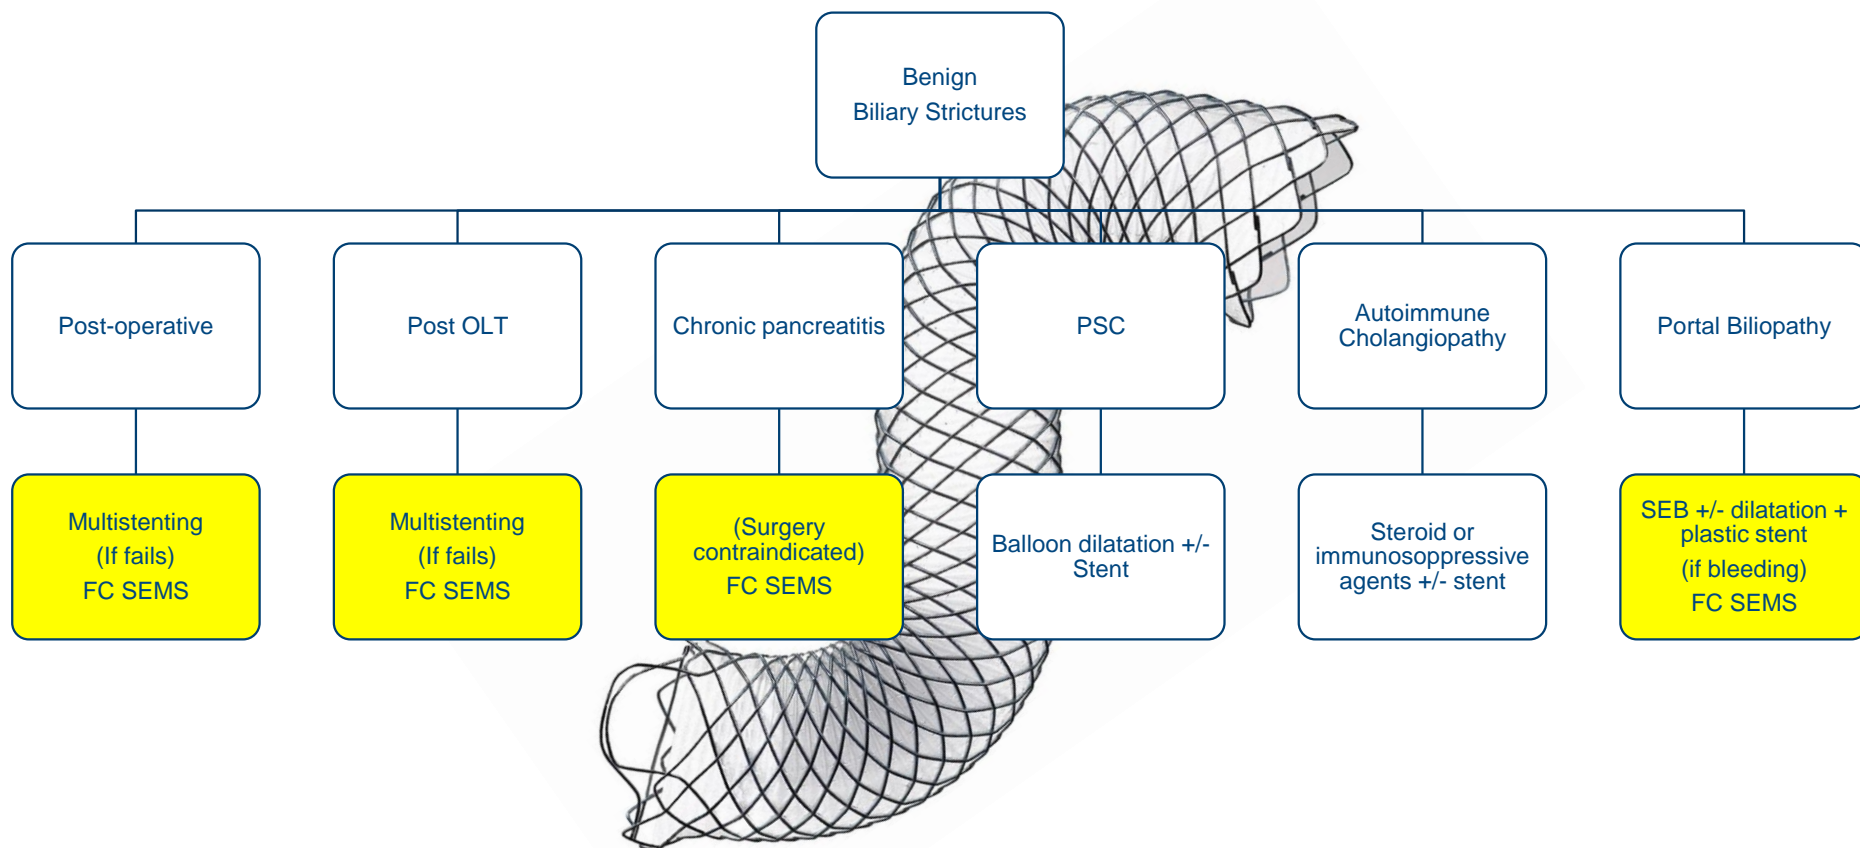 Benign
Biliary Strictures
Post-operative
Post OLT
Chronic pancreatitis
PSC
Autoimmune
Cholangiopathy
Portal Biliopathy
Multistenting
(If fails)
FC SEMS
Multistenting
(If fails)
FC SEMS
(Surgery
contraindicated)
FC SEMS
Balloon dilatation +/-
Stent
Steroid or
immunosoppressive
agents +/- stent
SEB +/- dilatation +
plastic stent
(if bleeding)
FC SEMS